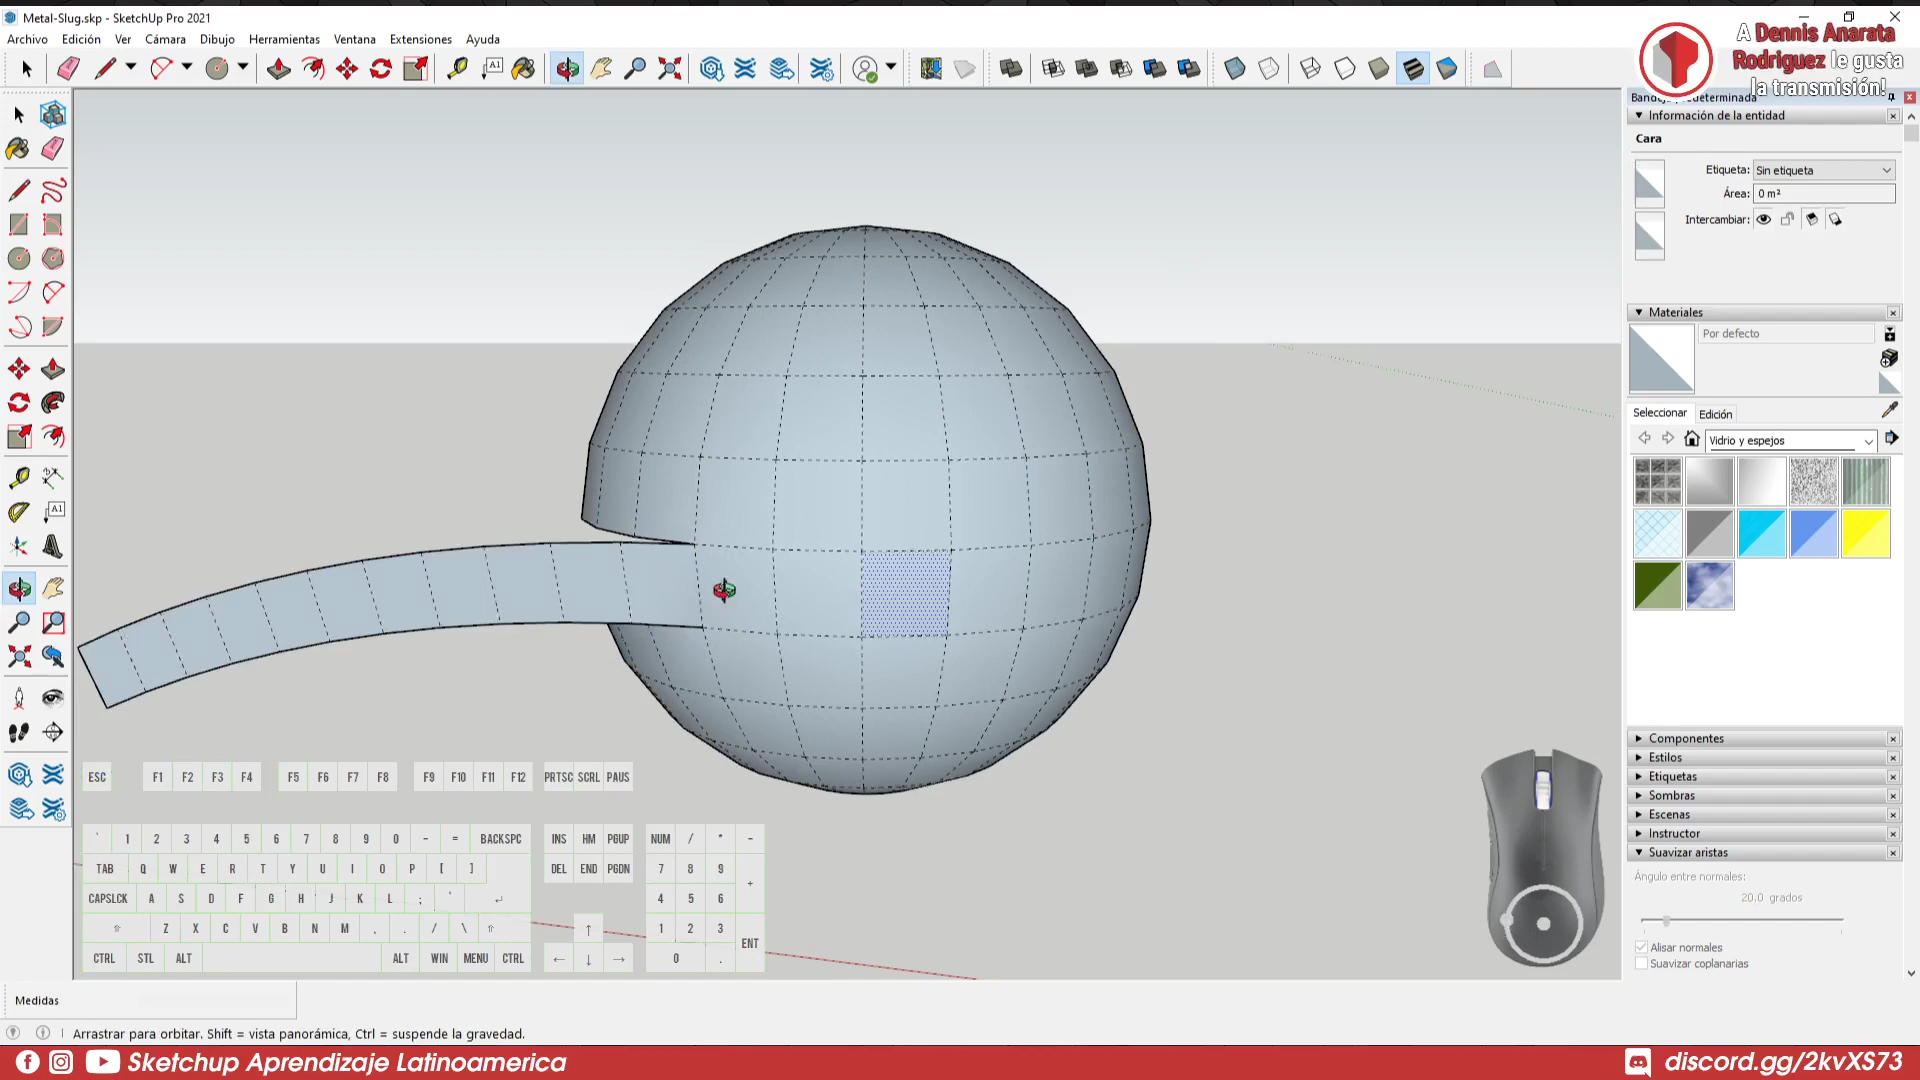 Metal-Slug.skp - SketchUp Pro 2021
Archivo Edición Ver Cámara Dibujo Herramientas Ventana Extensiones Ayuda
A Dennis Anarata
Rodriguez le gusta
la transmisión!
Información de la entidad
Cara
Etiqueta: Sin etiqueta
Área: 0 m²
Intercambiar:
Materiales
Por defecto
Seleccionar Edición
Vidrio y espejos
Componentes
Estilos
Etiquetas
Sombras
Escenas
Instructor
Suavizar aristas
Ángulo entre normales:
20.0 grados
Alisar normales
Suavizar coplanarias
ESC F1 F2 F3 F4 F5 F6 F7 F8 F9 F10 F11 F12 PRTSC SCRL PAUS
` 1 2 3 4 5 6 7 8 9 0 - = BACKSPC INS HM PGUP NUM / * -
TAB Q W E R T Y U I O P [ ] DEL END PGDN 7 8 9 +
CAPSLCK A S D F G H J K L ; ' ↵ 4 5 6
⇧ Z X C V B N M , . / \ ⇧ ↑ 1 2 3 ENT
CTRL STL ALT ALT WIN MENU CTRL ← ↓ → 0 .
Medidas
Arrastrar para orbitar. Shift = vista panorámica, Ctrl = suspende la gravedad.
Sketchup Aprendizaje Latinoamerica
discord.gg/2kvXS73